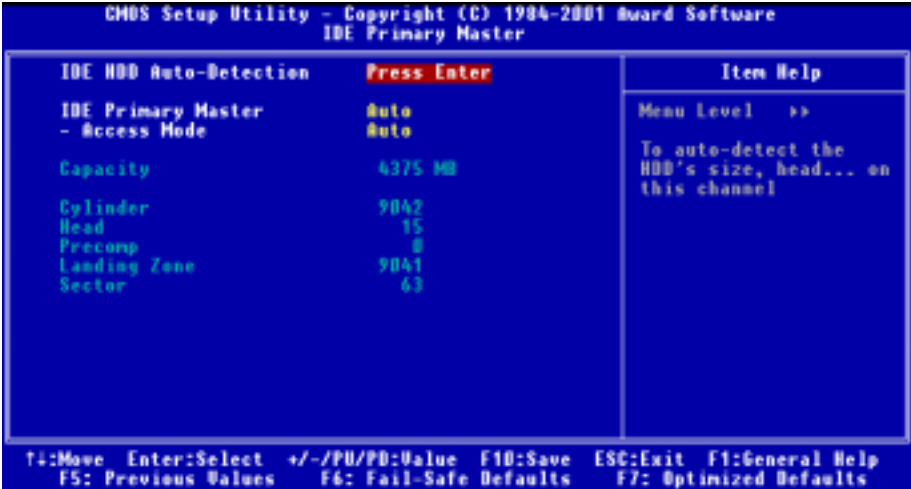 CMOS Setup Utility - Copyright (C) 1984-2001 Award Software
IDE Primary Master
IDE HDD Auto-Detection Press Enter
IDE Primary Master Auto
- Access Mode Auto
Capacity 4375 MB
Cylinder 9042
Head 15
Precomp 0
Landing Zone 9041
Sector 63
Item Help
Menu Level ▸▸
To auto-detect the
HDD's size, head... on
this channel
↑↓:Move Enter:Select +/-/PU/PD:Value F10:Save ESC:Exit F1:General Help
F5: Previous Values F6: Fail-Safe Defaults F7: Optimized Defaults